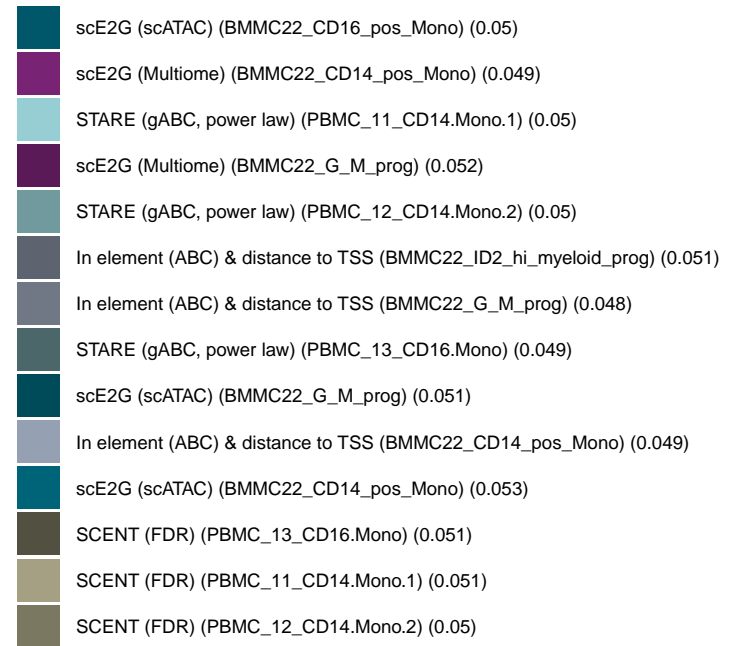 scE2G (scATAC) (BMMC22_CD16_pos_Mono) (0.05)
scE2G (Multiome) (BMMC22_CD14_pos_Mono) (0.049)
STARE (gABC, power law) (PBMC_11_CD14.Mono.1) (0.05)
scE2G (Multiome) (BMMC22_G_M_prog) (0.052)
STARE (gABC, power law) (PBMC_12_CD14.Mono.2) (0.05)
In element (ABC) & distance to TSS (BMMC22_ID2_hi_myeloid_prog) (0.051)
In element (ABC) & distance to TSS (BMMC22_G_M_prog) (0.048)
STARE (gABC, power law) (PBMC_13_CD16.Mono) (0.049)
scE2G (scATAC) (BMMC22_G_M_prog) (0.051)
In element (ABC) & distance to TSS (BMMC22_CD14_pos_Mono) (0.049)
scE2G (scATAC) (BMMC22_CD14_pos_Mono) (0.053)
SCENT (FDR) (PBMC_13_CD16.Mono) (0.051)
SCENT (FDR) (PBMC_11_CD14.Mono.1) (0.051)
SCENT (FDR) (PBMC_12_CD14.Mono.2) (0.05)